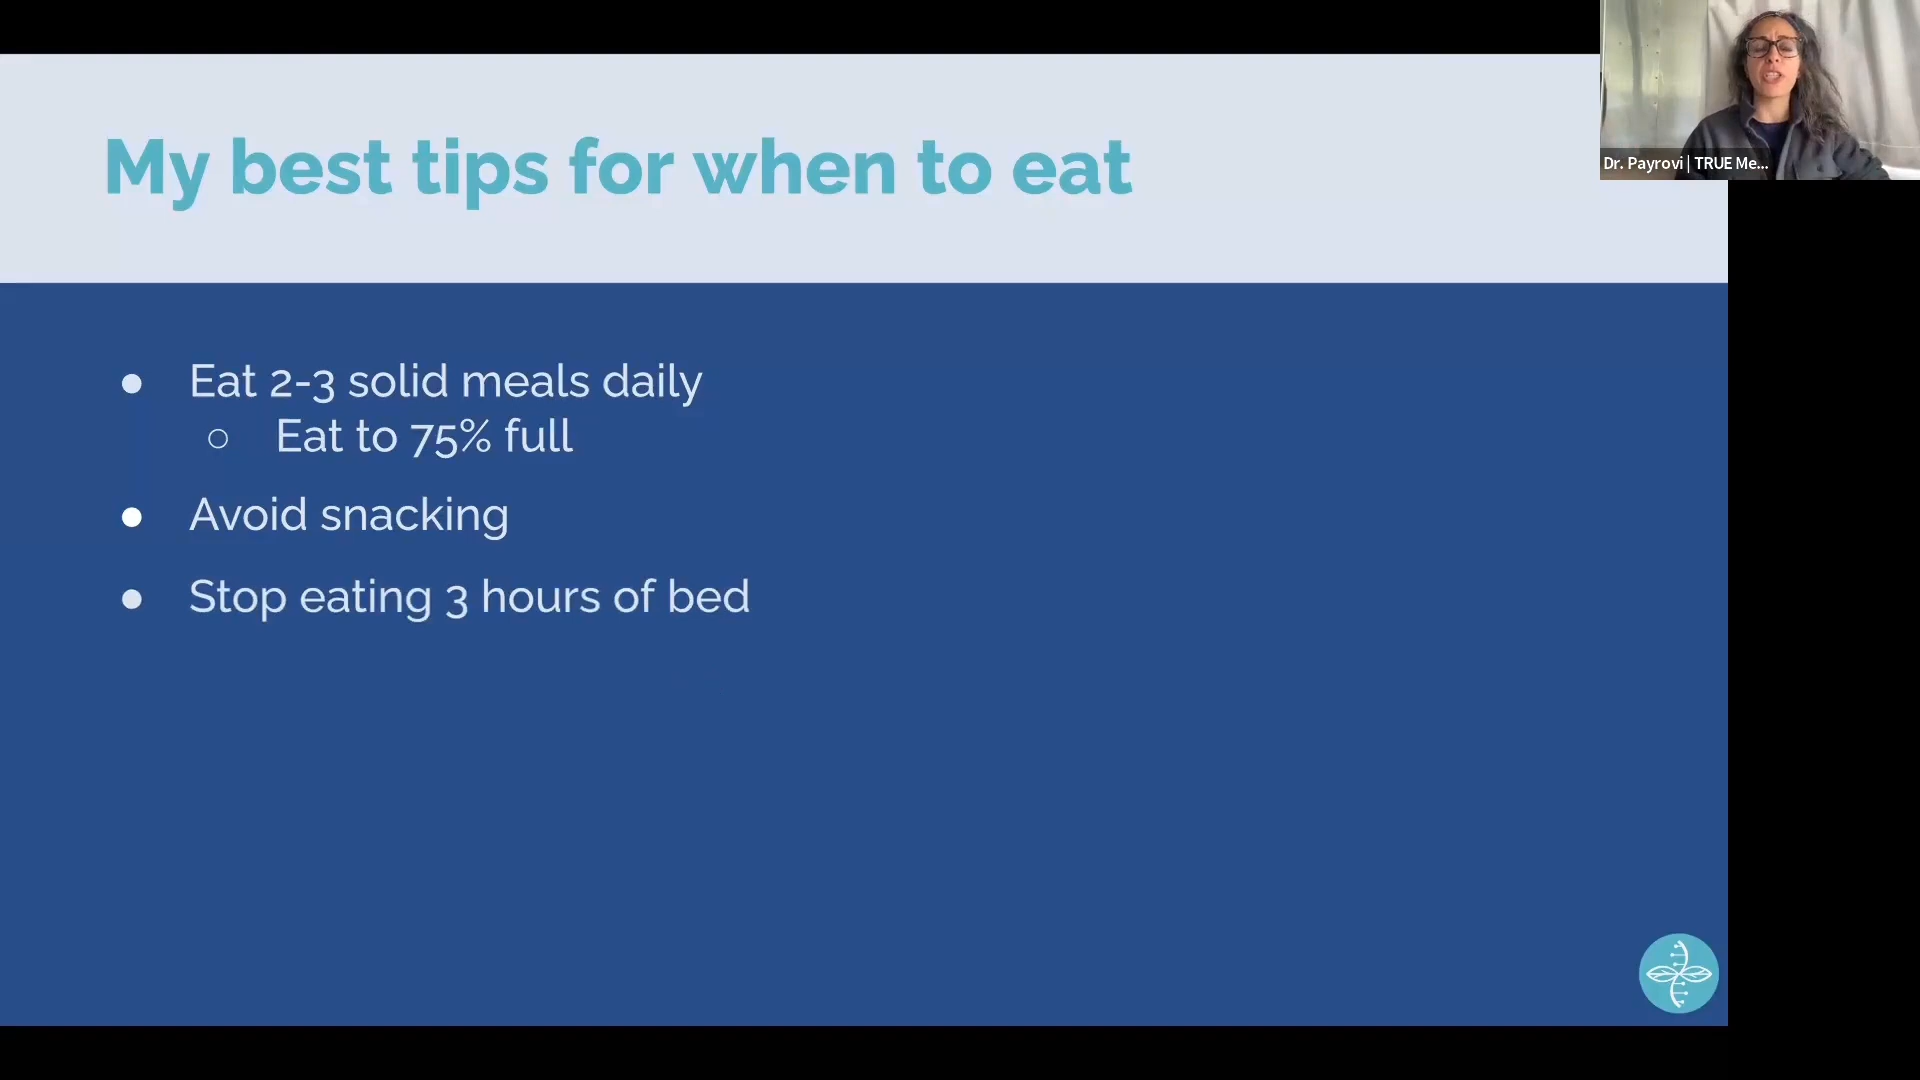 My best tips for when to eat
Dr. Payrovi | TRUE Me...
● Eat 2-3 solid meals daily
○ Eat to 75% full
● Avoid snacking
● Stop eating 3 hours of bed